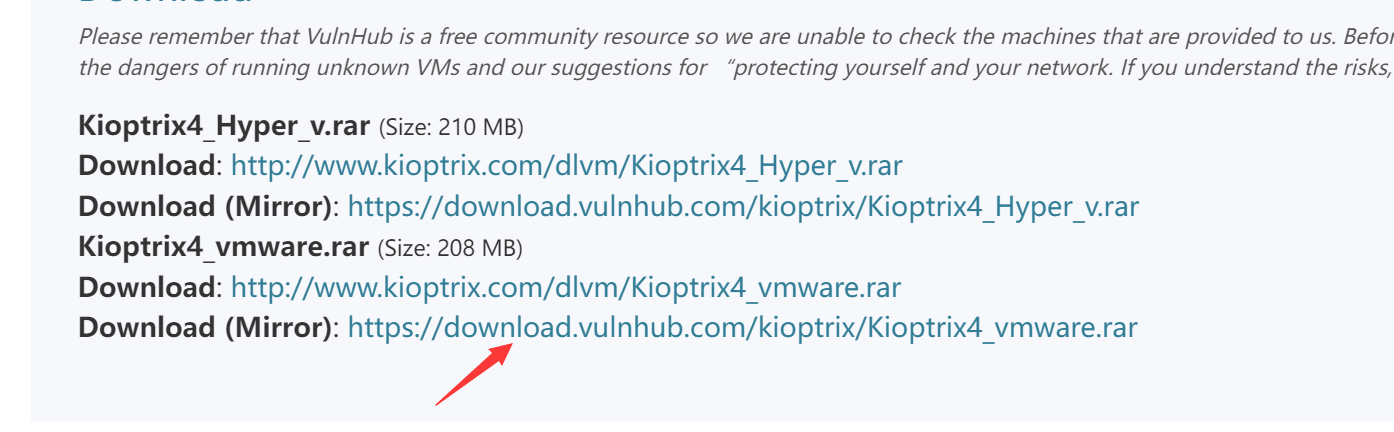 Please remember that VulnHub is a free community resource so we are unable to check the machines that are provided to us. Befor
the dangers of running unknown VMs and our suggestions for “protecting yourself and your network. If you understand the risks,
Kioptrix4_Hyper_v.rar (Size: 210 MB)
Download: http://www.kioptrix.com/dlvm/Kioptrix4_Hyper_v.rar
Download (Mirror): https://download.vulnhub.com/kioptrix/Kioptrix4_Hyper_v.rar
Kioptrix4_vmware.rar (Size: 208 MB)
Download: http://www.kioptrix.com/dlvm/Kioptrix4_vmware.rar
Download (Mirror): https://download.vulnhub.com/kioptrix/Kioptrix4_vmware.rar